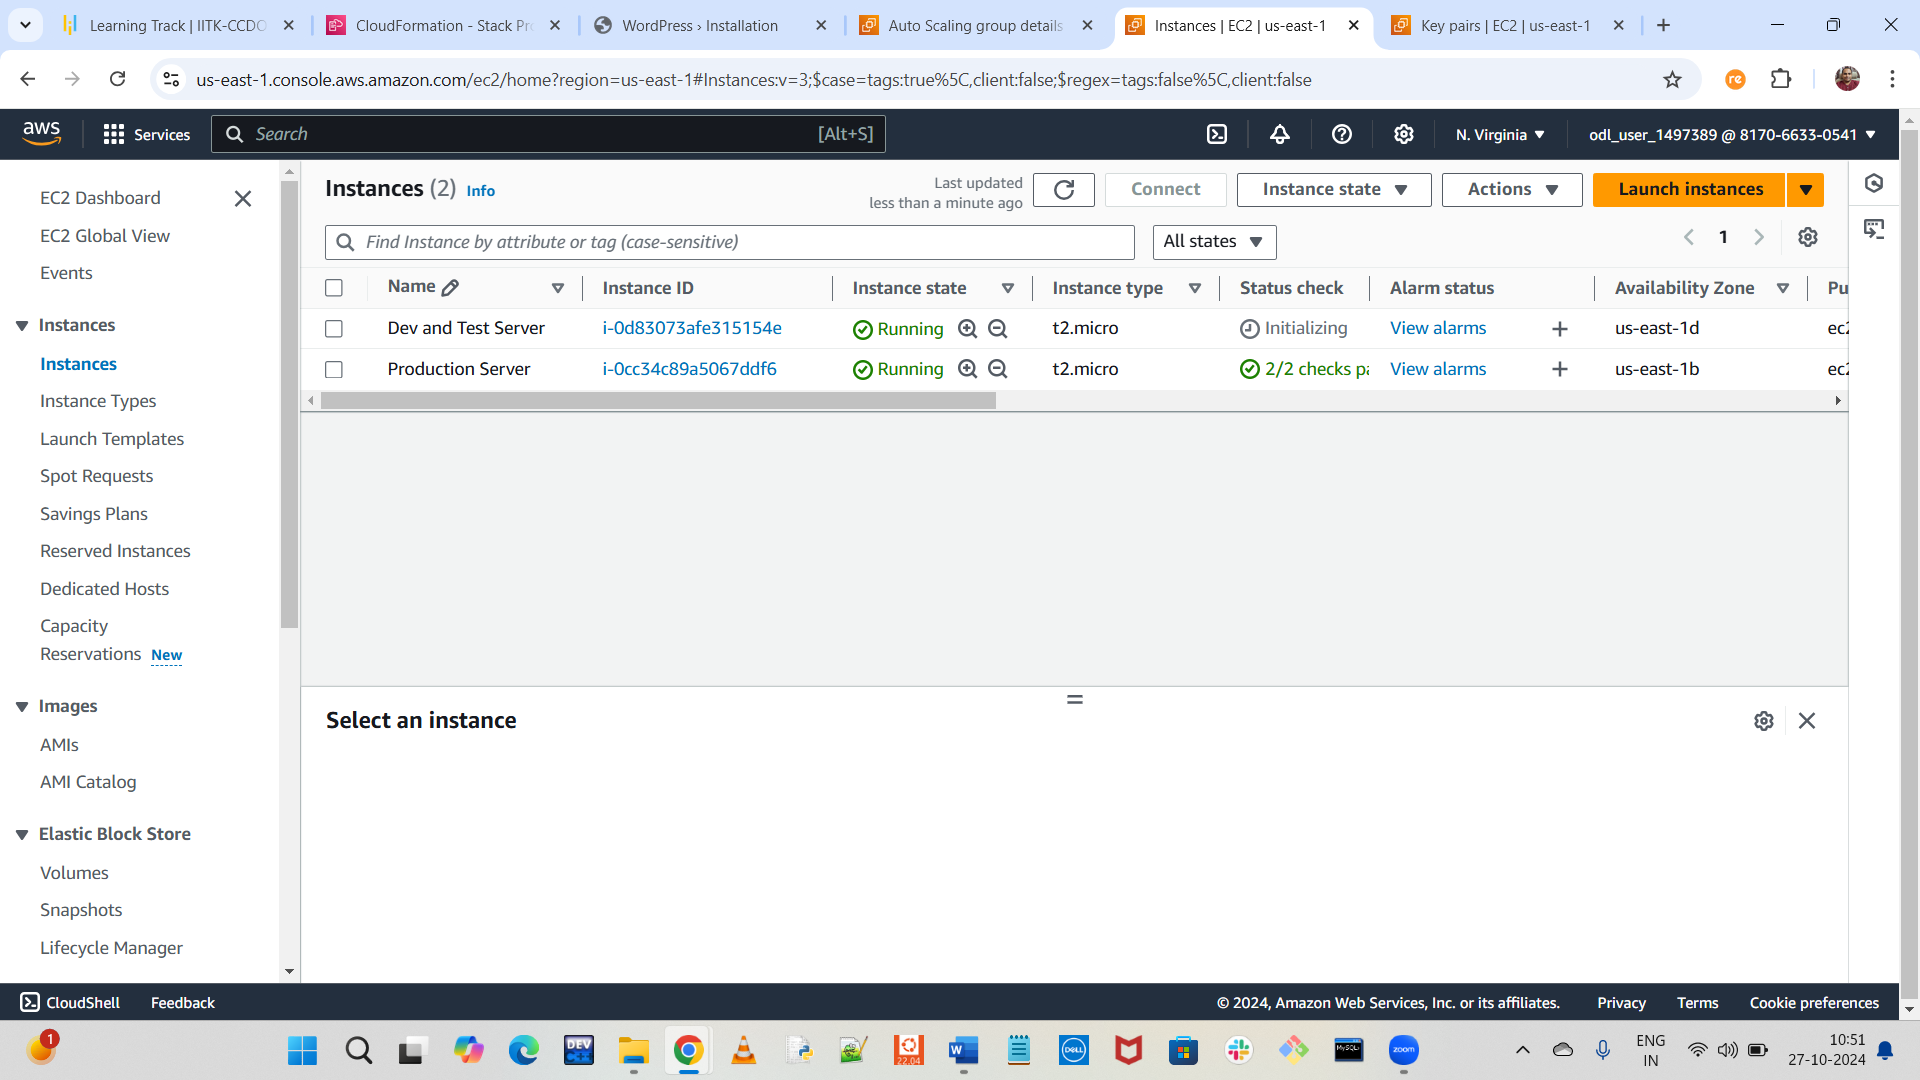 Learning Track | IITK-CCDO
CloudFormation - Stack Pr
WordPress › Installation
Auto Scaling group details
Instances | EC2 | us-east-1
Key pairs | EC2 | us-east-1
us-east-1.console.aws.amazon.com/ec2/home?region=us-east-1#Instances:v=3;$case=tags:true%5C,client:false;$regex=tags:false%5C,client:false
re
aws
Services
Search
[Alt+S]
N. Virginia
odl_user_1497389 @ 8170-6633-0541
EC2 Dashboard
EC2 Global View
Events
Instances
Instances
Instance Types
Launch Templates
Spot Requests
Savings Plans
Reserved Instances
Dedicated Hosts
Capacity
Reservations New
Images
AMIs
AMI Catalog
Elastic Block Store
Volumes
Snapshots
Lifecycle Manager
Instances (2) Info
Last updated
less than a minute ago
Connect
Instance state
Actions
Launch instances
Find Instance by attribute or tag (case-sensitive)
All states
1
Name Instance ID Instance state Instance type Status check Alarm status Availability Zone Pu
Dev and Test Server i-0d83073afe315154e Running t2.micro Initializing View alarms + us-east-1d ec2
Production Server i-0cc34c89a5067ddf6 Running t2.micro 2/2 checks pa View alarms + us-east-1b ec2
Select an instance
CloudShell Feedback
© 2024, Amazon Web Services, Inc. or its affiliates. Privacy Terms Cookie preferences
1
DEV
C++
22.04
DELL
MySQL
zoom
ENG
IN
10:51
27-10-2024